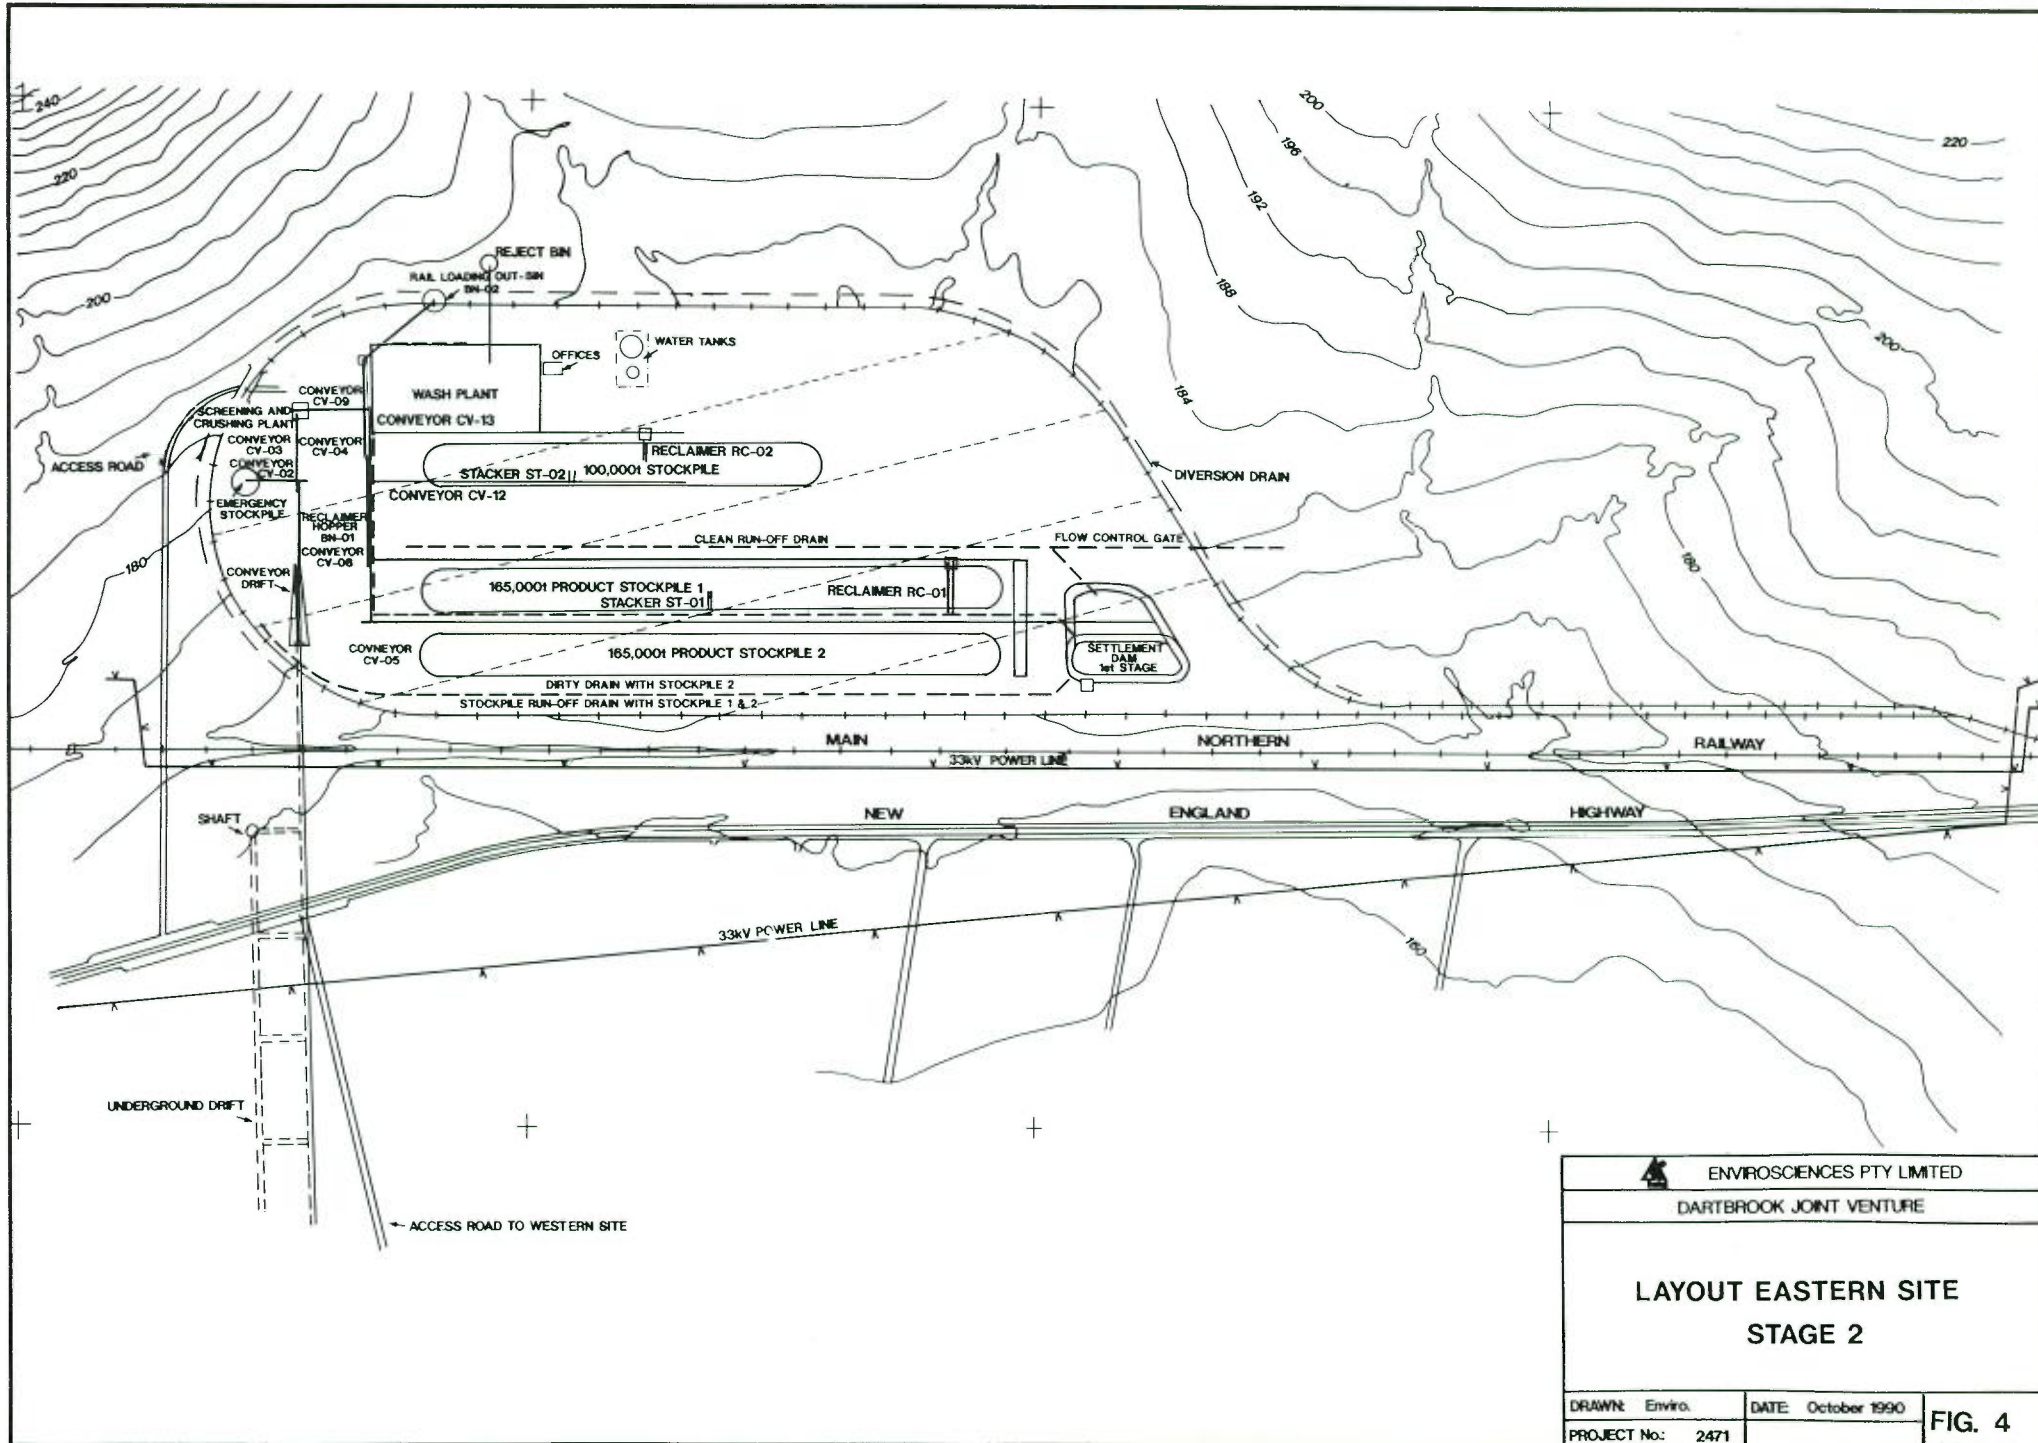 240
220
200
180
REJECT BIN
RAIL LOADING OUT-BIN
BN-02
OFFICES
WATER TANKS
WASH PLANT
CONVEYOR
CV-09
SCREENING AND
CRUSHING PLANT
CONVEYOR CV-13
CONVEYOR
CV-03
CONVEYOR
CV-04
CONVEYOR
CV-02
ACCESS ROAD
EMERGENCY
STOCKPILE
RECLAIMER RC-02
STACKER ST-02
100,000t STOCKPILE
CONVEYOR CV-12
RECLAIMER
HOPPER
BN-01
CONVEYOR
CV-06
CONVEYOR
DRIFT
CLEAN RUN-OFF DRAIN
FLOW CONTROL GATE
DIVERSION DRAIN
165,000t PRODUCT STOCKPILE 1
STACKER ST-01
RECLAIMER RC-01
COVNEYOR
CV-05
165,000t PRODUCT STOCKPILE 2
SETTLEMENT
DAM
1st STAGE
DIRTY DRAIN WITH STOCKPILE 2
STOCKPILE RUN-OFF DRAIN WITH STOCKPILE 1 & 2
200
196
192
188
184
220
200
180
MAIN NORTHERN RAILWAY
33kV POWER LINE
SHAFT
NEW ENGLAND HIGHWAY
33kV POWER LINE
160
UNDERGROUND DRIFT
ACCESS ROAD TO WESTERN SITE
ENVIROSCIENCES PTY LIMITED
DARTBROOK JOINT VENTURE
LAYOUT EASTERN SITE
STAGE 2
DRAWN: Enviro.
DATE: October 1990
PROJECT No.: 2471
FIG. 4